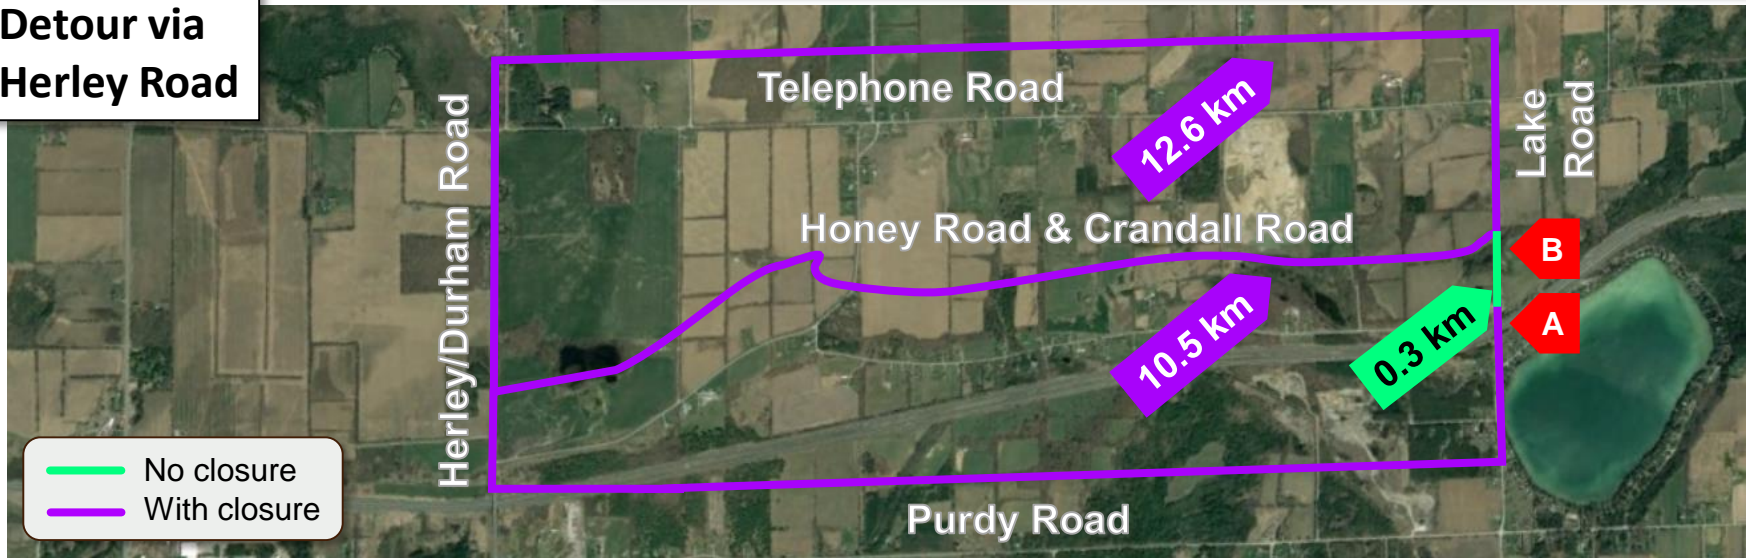 Detour via
Herley Road
Telephone Road
12.6 km
Lake
Road
Herley/Durham Road
Honey Road & Crandall Road
B
10.5 km
0.3 km
A
No closure
With closure
Purdy Road